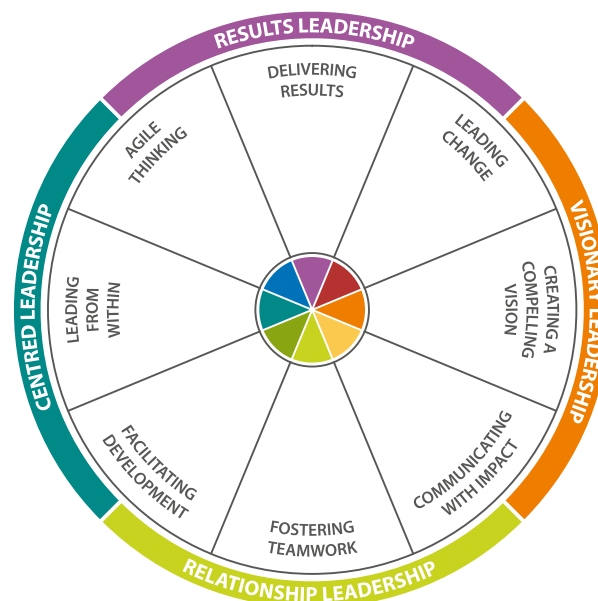 RESULTS LEADERSHIP
DELIVERING
RESULTS
LEADING
CHANGE
VISIONARY LEADERSHIP
CREATING A
COMPELLING
VISION
COMMUNICATING
WITH IMPACT
RELATIONSHIP LEADERSHIP
FOSTERING
TEAMWORK
FACILITATING
DEVELOPMENT
CENTRED LEADERSHIP
LEADING
FROM
WITHIN
AGILE
THINKING